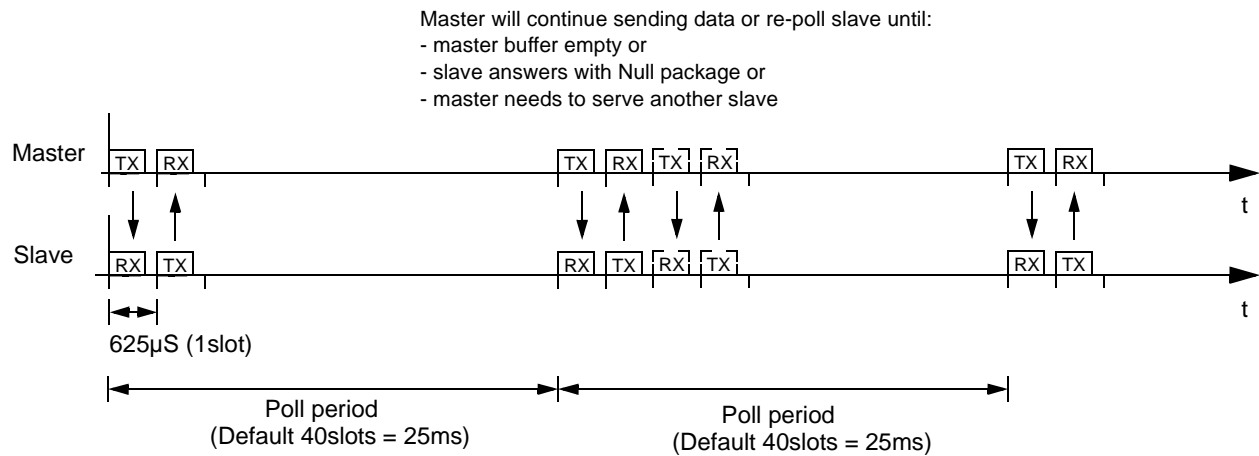 Master will continue sending data or re-poll slave until:
- master buffer empty or
- slave answers with Null package or
- master needs to serve another slave
Master
TX RX TX RX TX RX TX RX
t
Slave
RX TX RX TX RX TX RX TX
t
625µS (1slot)
Poll period
(Default 40slots = 25ms)
Poll period
(Default 40slots = 25ms)